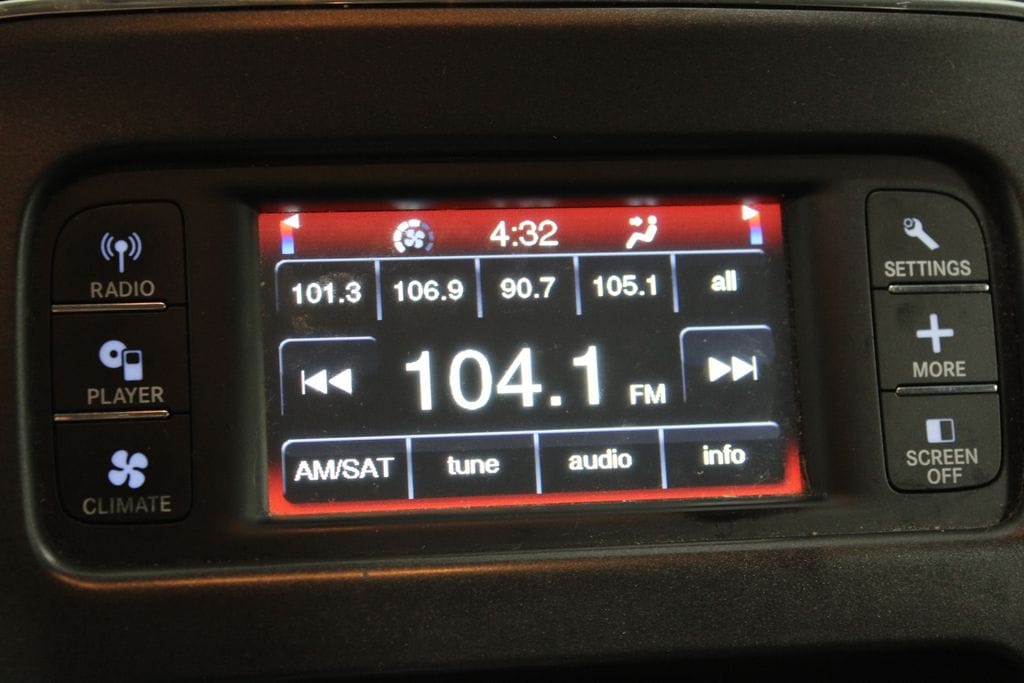 4:32
101.3 106.9 90.7 105.1 all
104.1 FM
AM/SAT tune audio info
RADIO
PLAYER
CLIMATE
SETTINGS
MORE
SCREEN
OFF